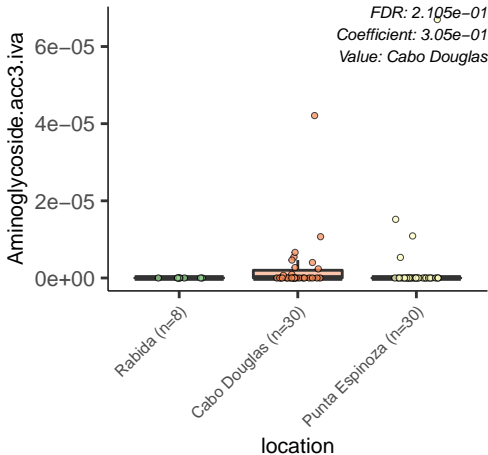 FDR: 2.105e−01
Coefficient: 3.05e−01
Value: Cabo Douglas
Aminoglycoside.acc3.iva
6e−05
4e−05
2e−05
0e+00
Rabida (n=8)
Cabo Douglas (n=30)
Punta Espinoza (n=30)
location